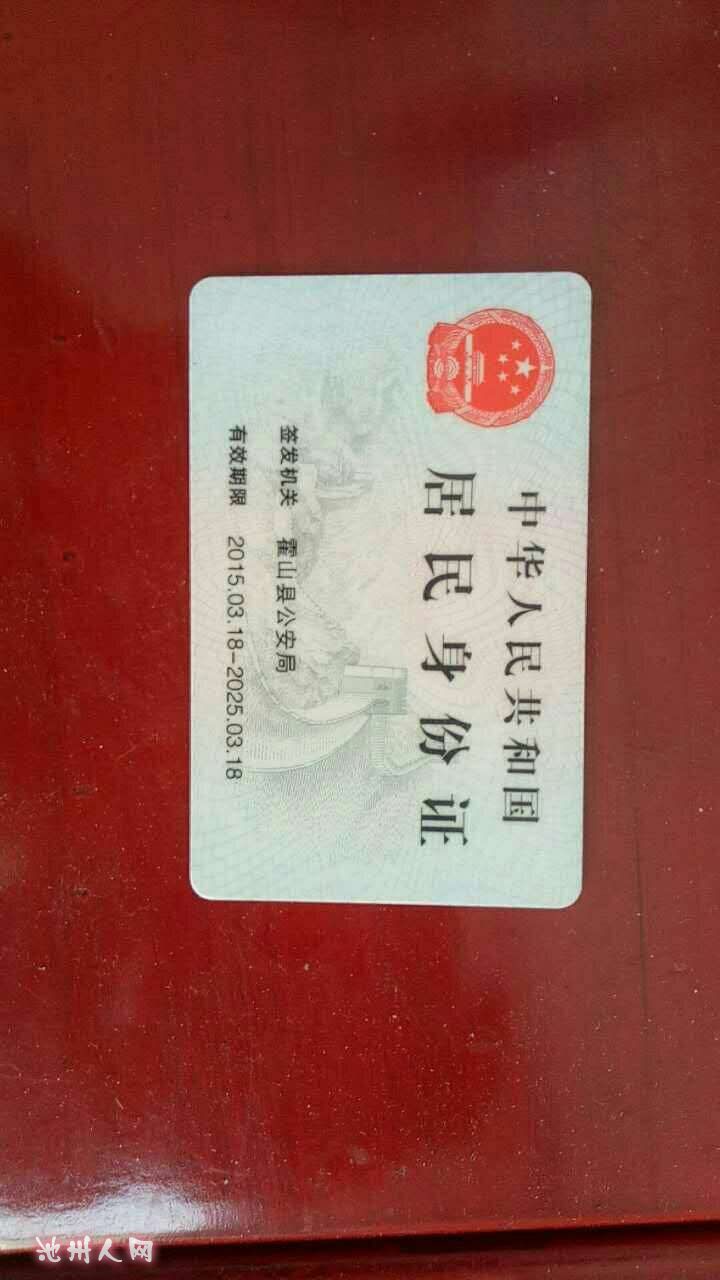 中华人民共和国
居民身份证
签发机关 霍山县公安局
有效期限 2015.03.18-2025.03.18
池州人网